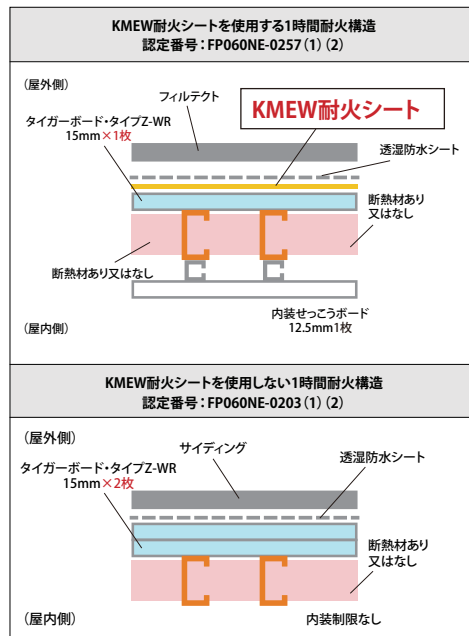 KMEW耐火シートを使用する1時間耐火構造
認定番号：FP060NE-0257（1）（2）
（屋外側）
フィルテクト
KMEW耐火シート
タイガーボード・タイプZ-WR
15mm×1枚
透湿防水シート
断熱材あり
又はなし
断熱材あり又はなし
内装せっこうボード
12.5mm1枚
（屋内側）
KMEW耐火シートを使用しない1時間耐火構造
認定番号：FP060NE-0203（1）（2）
（屋外側）
サイディング
透湿防水シート
タイガーボード・タイプZ-WR
15mm×2枚
断熱材あり
又はなし
（屋内側）
内装制限なし